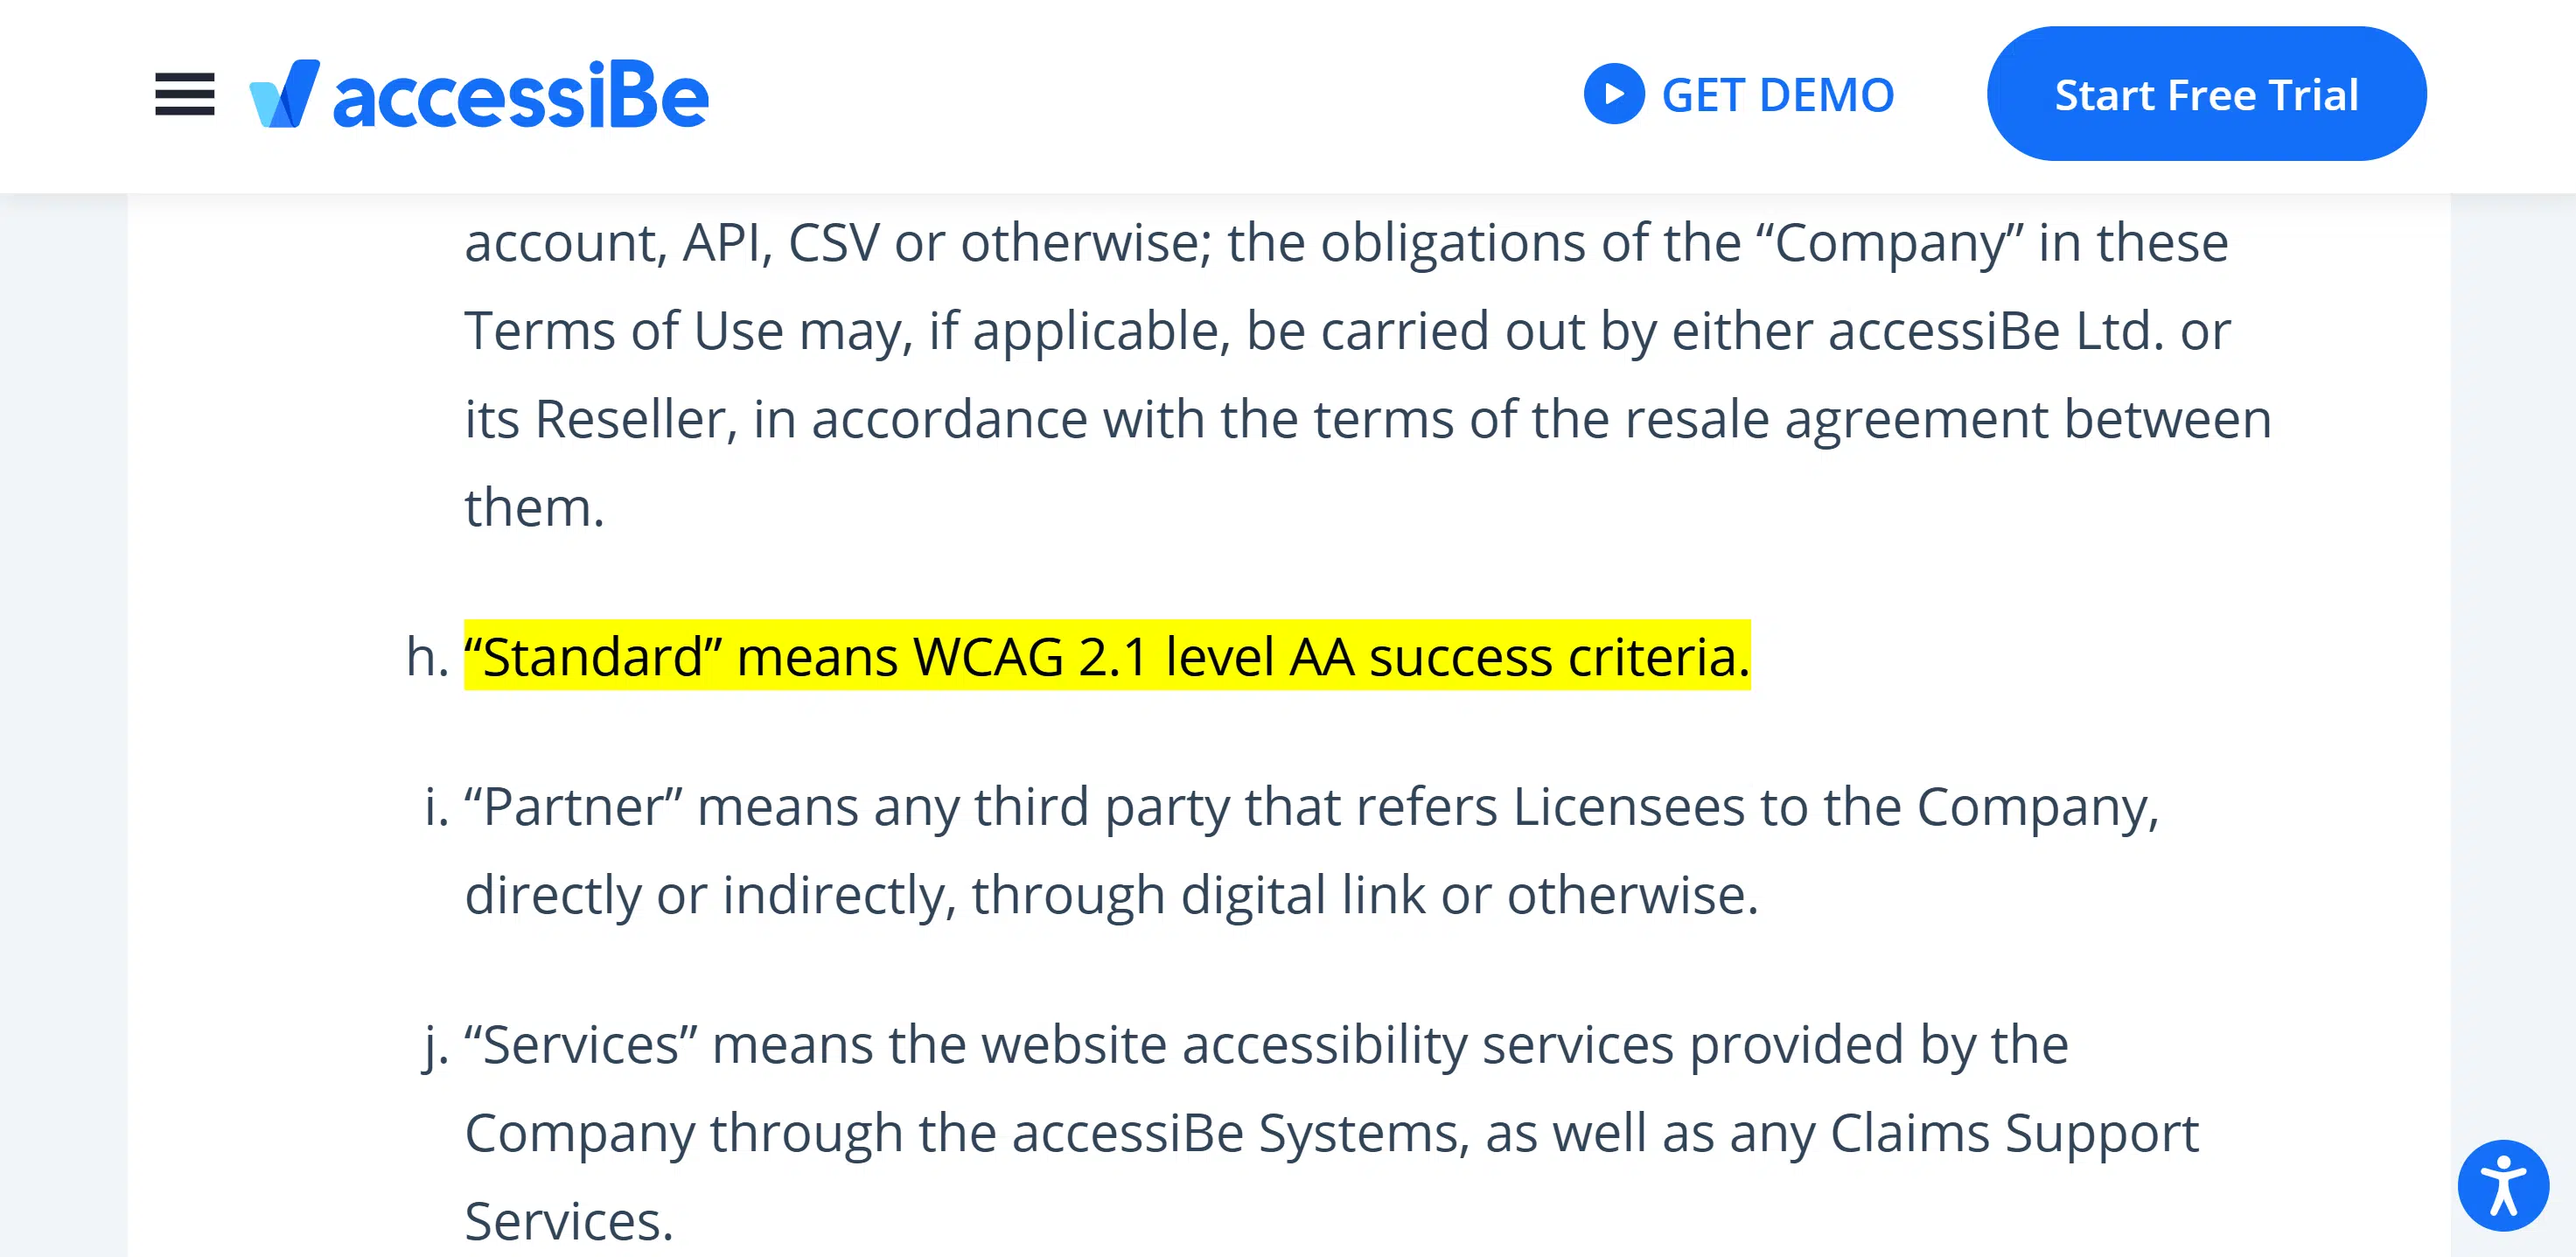 accessiBe
GET DEMO
Start Free Trial
account, API, CSV or otherwise; the obligations of the “Company” in these
Terms of Use may, if applicable, be carried out by either accessiBe Ltd. or
its Reseller, in accordance with the terms of the resale agreement between
them.
h. “Standard” means WCAG 2.1 level AA success criteria.
i. “Partner” means any third party that refers Licensees to the Company,
directly or indirectly, through digital link or otherwise.
j. “Services” means the website accessibility services provided by the
Company through the accessiBe Systems, as well as any Claims Support
Services.